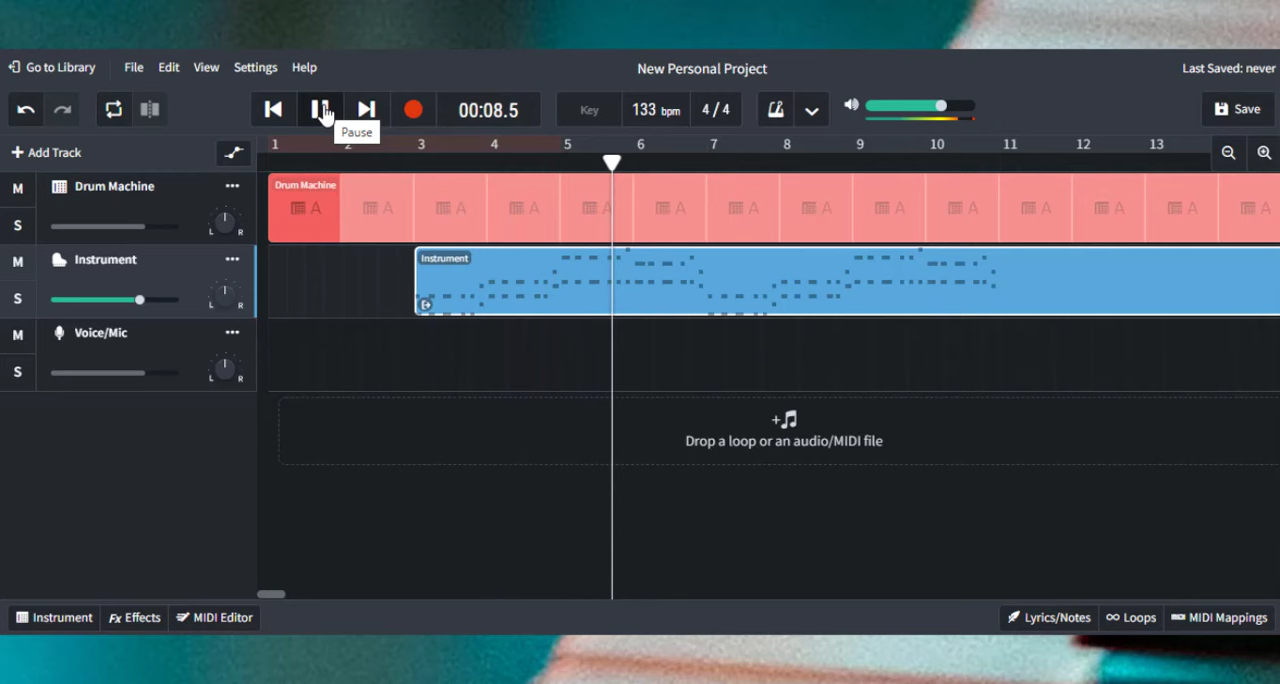 Go to Library File Edit View Settings Help New Personal Project Last Saved: never
00:08.5 Key 133 bpm 4/4 Save
Pause
+ Add Track 1 2 3 4 5 6 7 8 9 10 11 12 13
M Drum Machine ••• Drum Machine
A A A A A A A A A A A A A A
S L R
M Instrument ••• Instrument
S L R
M Voice/Mic •••
S L R
Drop a loop or an audio/MIDI file
Instrument Fx Effects MIDI Editor Lyrics/Notes Loops MIDI Mappings